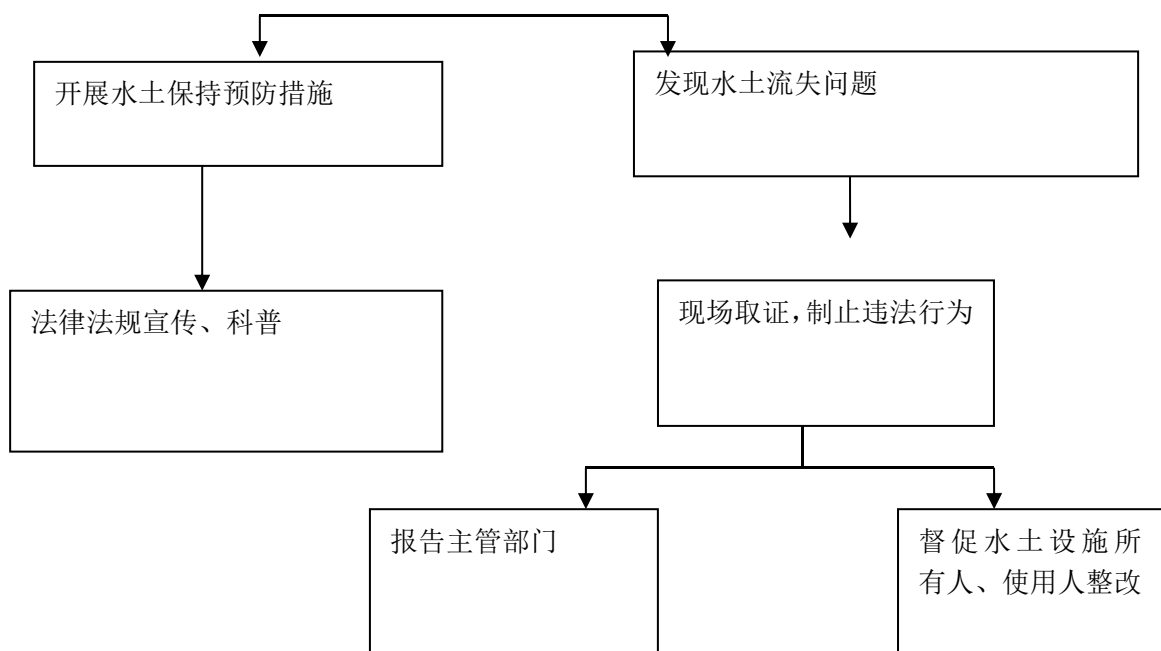 开展水土保持预防措施
发现水土流失问题
法律法规宣传、科普
现场取证，制止违法行为
报告主管部门
督促水土设施所
有人、使用人整改